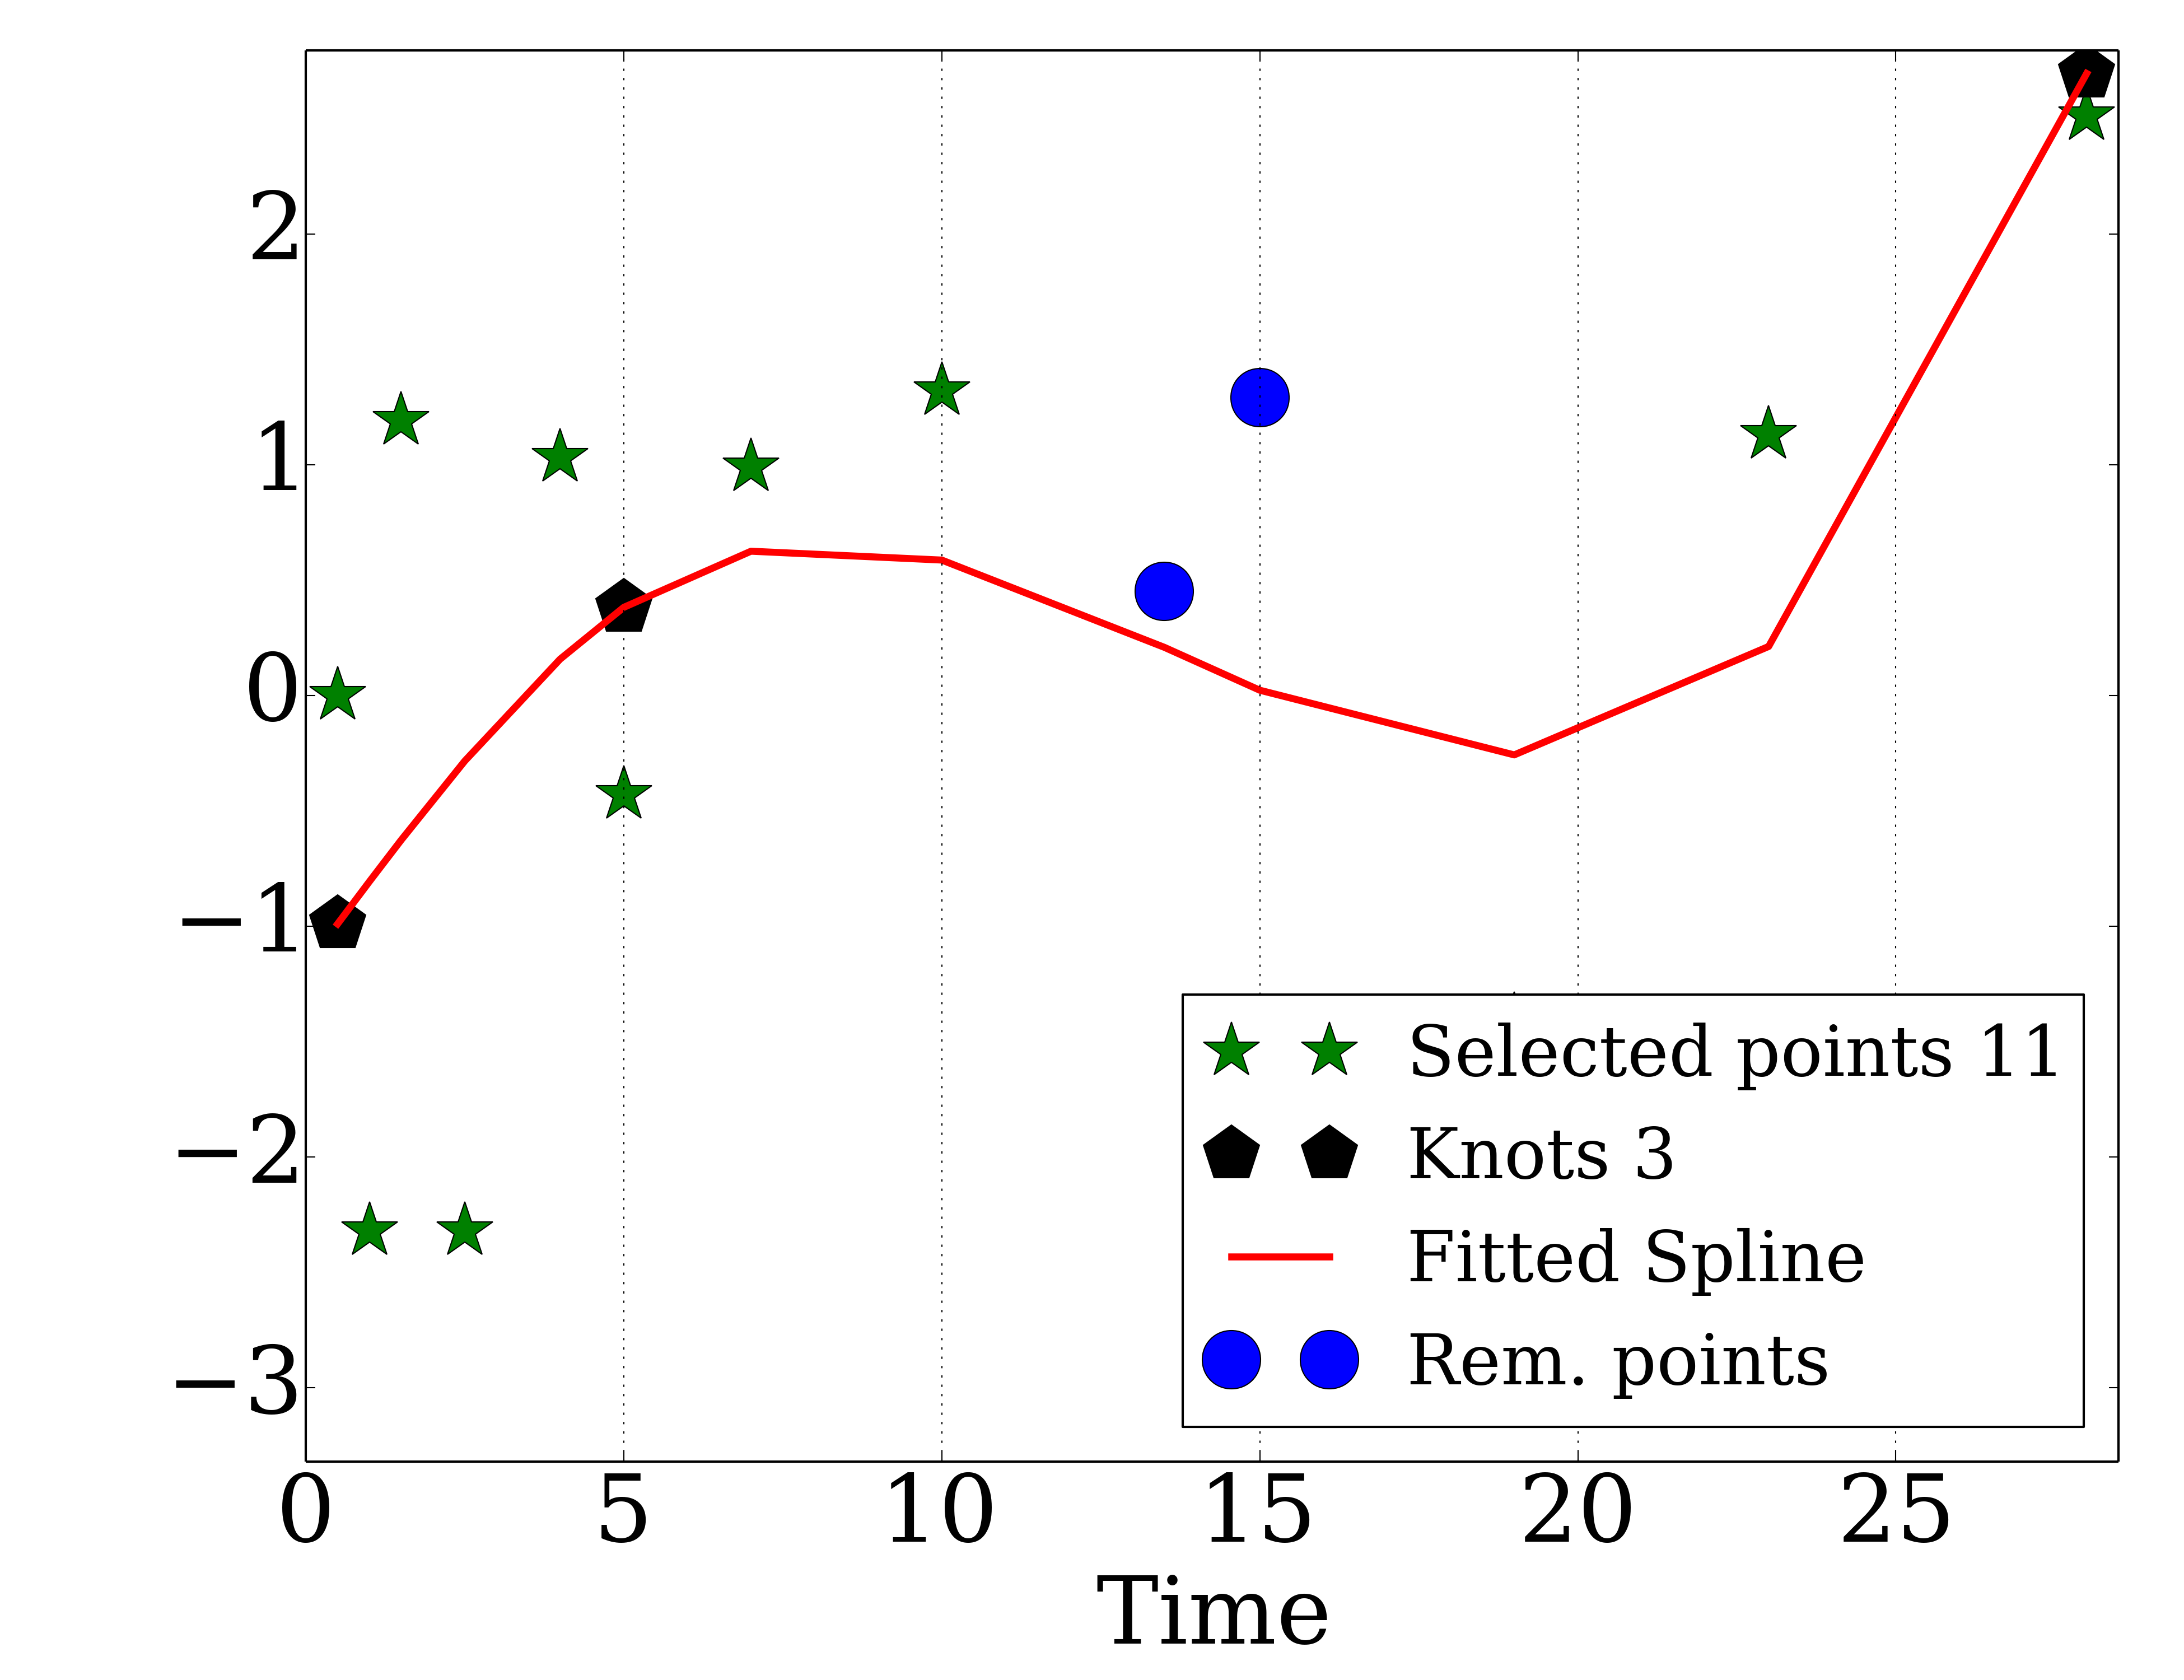 2
1
0
−1
−2
−3
0 5 10 15 20 25
Time
Selected points 11
Knots 3
Fitted Spline
Rem. points